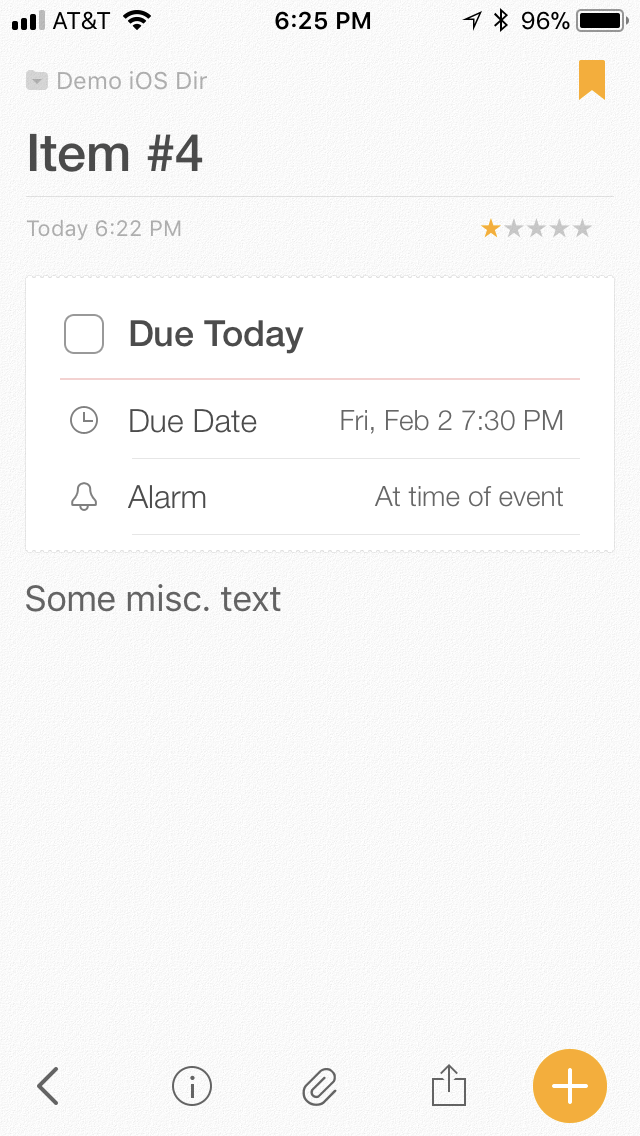 AT&T 6:25 PM 96%
Demo iOS Dir
Item #4
Today 6:22 PM
Due Today
Due Date Fri, Feb 2 7:30 PM
Alarm At time of event
Some misc. text